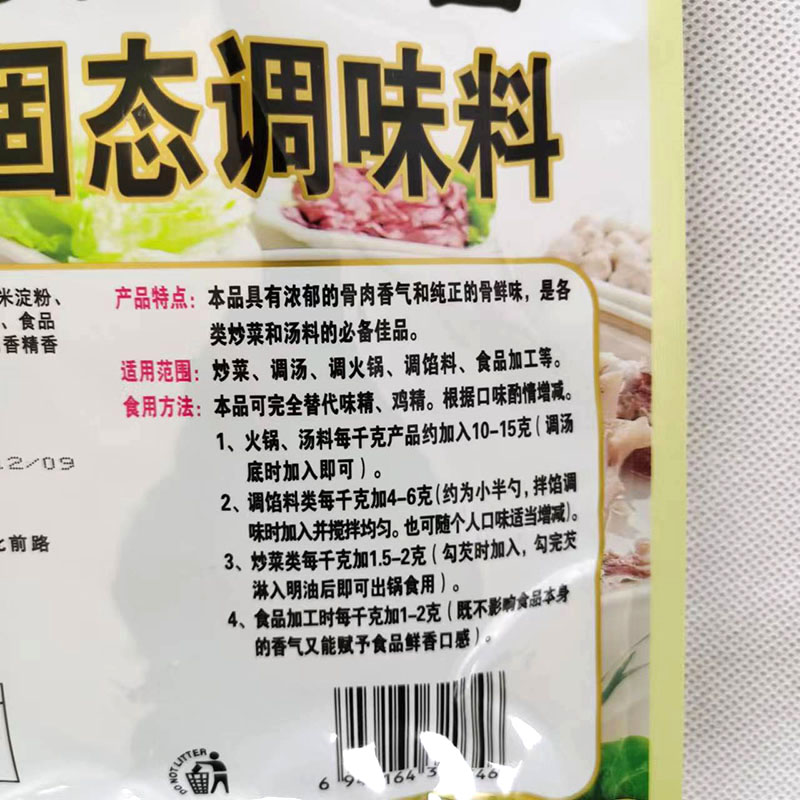 固态调味料
米淀粉、
、食品
香精香
产品特点：本品具有浓郁的骨肉香气和纯正的骨鲜味，是各
类炒菜和汤料的必备佳品。
适用范围：炒菜、调汤、调火锅、调馅料、食品加工等。
食用方法：本品可完全替代味精、鸡精。根据口味酌情增减。
1、火锅、汤料每千克产品约加入10-15克（调汤
底时加入即可）。
2、调馅料类每千克加4-6克（约为小半勺，拌馅调
味时加入并搅拌均匀。也可随个人口味适当增减）。
3、炒菜类每千克加1.5-2克（勾芡时加入，勾完芡
淋入明油后即可出锅食用）。
4、食品加工时每千克加1-2克（既不影响食品本身
的香气又能赋予食品鲜香口感）。
12/09
前路
DO NOT LITTER